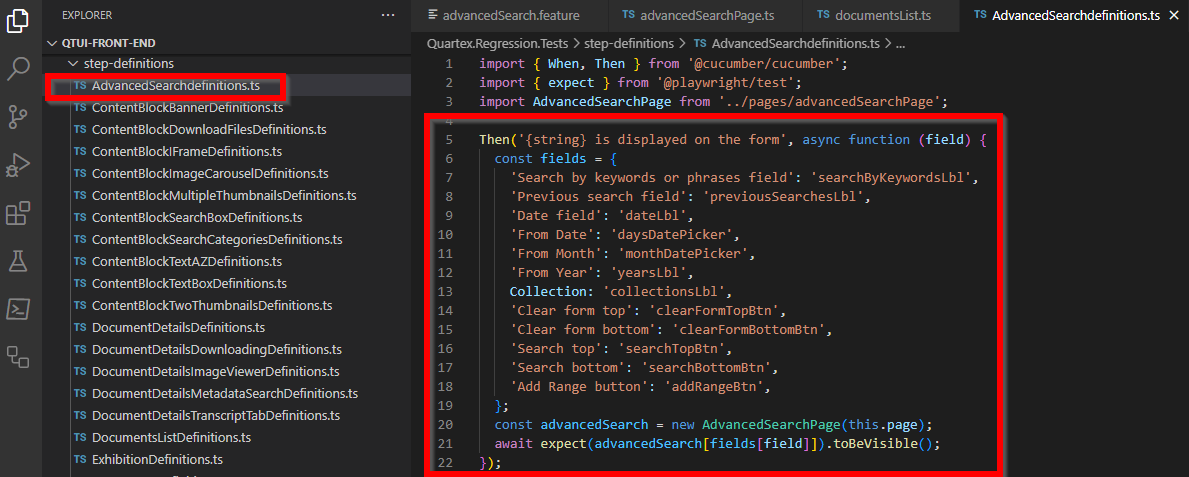 EXPLORER ...
QTUI-FRONT-END
step-definitions
TS AdvancedSearchdefinitions.ts
TS ContentBlockBannerDefinitions.ts
TS ContentBlockDownloadFilesDefinitions.ts
TS ContentBlockIFrameDefinitions.ts
TS ContentBlockImageCarouselDefinitions.ts
TS ContentBlockMultipleThumbnailsDefinitions.ts
TS ContentBlockSearchBoxDefinitions.ts
TS ContentBlockSearchCategoriesDefinitions.ts
TS ContentBlockTextAZDefinitions.ts
TS ContentBlockTextBoxDefinitions.ts
TS ContentBlockTwoThumbnailsDefinitions.ts
TS DocumentDetailsDefinitions.ts
TS DocumentDetailsDownloadingDefinitions.ts
TS DocumentDetailsImageViewerDefinitions.ts
TS DocumentDetailsMetadataSearchDefinitions.ts
TS DocumentDetailsTranscriptTabDefinitions.ts
TS DocumentsListDefinitions.ts
TS ExhibitionDefinitions.ts
advancedSearch.feature TS advancedSearchPage.ts TS documentsList.ts TS AdvancedSearchdefinitions.ts
Quartex.Regression.Tests > step-definitions > TS AdvancedSearchdefinitions.ts > ...
1 import { When, Then } from '@cucumber/cucumber';
2 import { expect } from '@playwright/test';
3 import AdvancedSearchPage from '../pages/advancedSearchPage';
4
5 Then('{string} is displayed on the form', async function (field) {
6 const fields = {
7 'Search by keywords or phrases field': 'searchByKeywordsLbl',
8 'Previous search field': 'previousSearchesLbl',
9 'Date field': 'dateLbl',
10 'From Date': 'daysDatePicker',
11 'From Month': 'monthDatePicker',
12 'From Year': 'yearsLbl',
13 Collection: 'collectionsLbl',
14 'Clear form top': 'clearFormTopBtn',
15 'Clear form bottom': 'clearFormBottomBtn',
16 'Search top': 'searchTopBtn',
17 'Search bottom': 'searchBottomBtn',
18 'Add Range button': 'addRangeBtn',
19 };
20 const advancedSearch = new AdvancedSearchPage(this.page);
21 await expect(advancedSearch[fields[field]]).toBeVisible();
22 });